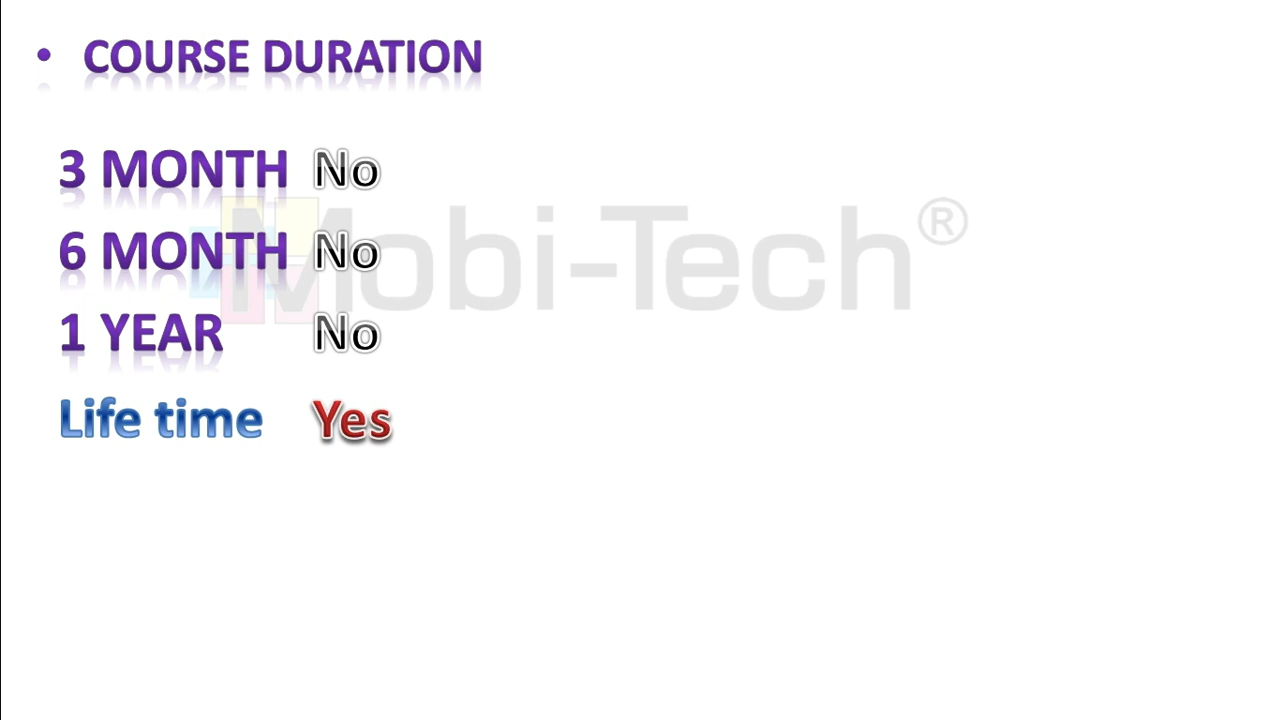 • COURSE DURATION
3 MONTH No
6 MONTH No
Mobi-Tech®
1 YEAR No
Life time Yes